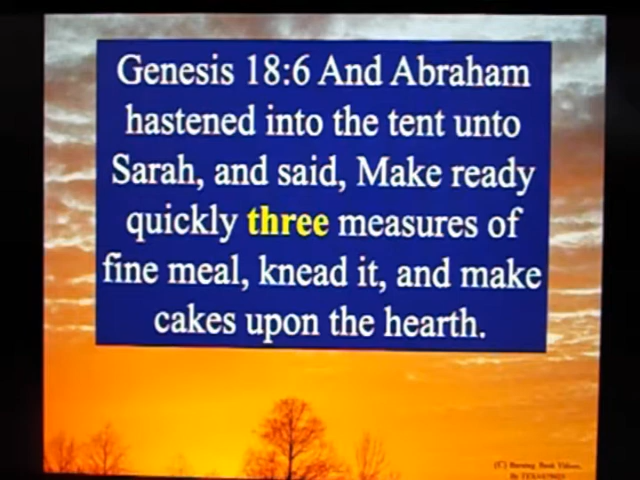 Genesis 18:6 And Abraham
hastened into the tent unto
Sarah, and said, Make ready
quickly three measures of
fine meal, knead it, and make
cakes upon the hearth.
(C)
By